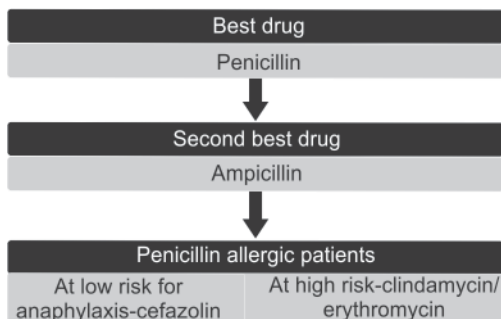 Best drug
Penicillin
Second best drug
Ampicillin
Penicillin allergic patients
At low risk for
anaphylaxis-cefazolin
At high risk-clindamycin/
erythromycin